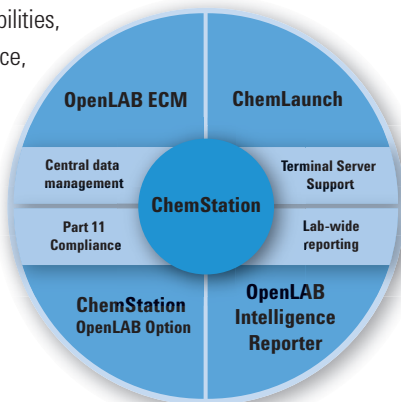 bilities,
ce,
OpenLAB ECM
ChemLaunch
Central data
management
Terminal Server
Support
ChemStation
Part 11
Compliance
Lab-wide
reporting
ChemStation
OpenLAB Option
OpenLAB
Intelligence
Reporter